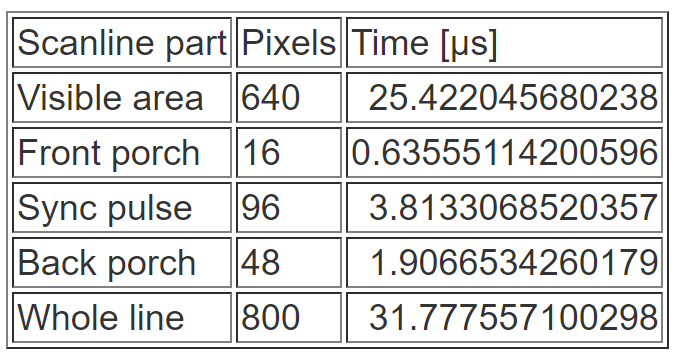 Scanline part Pixels Time [µs]
Visible area 640 25.422045680238
Front porch 16 0.63555114200596
Sync pulse 96 3.8133068520357
Back porch 48 1.9066534260179
Whole line 800 31.777557100298